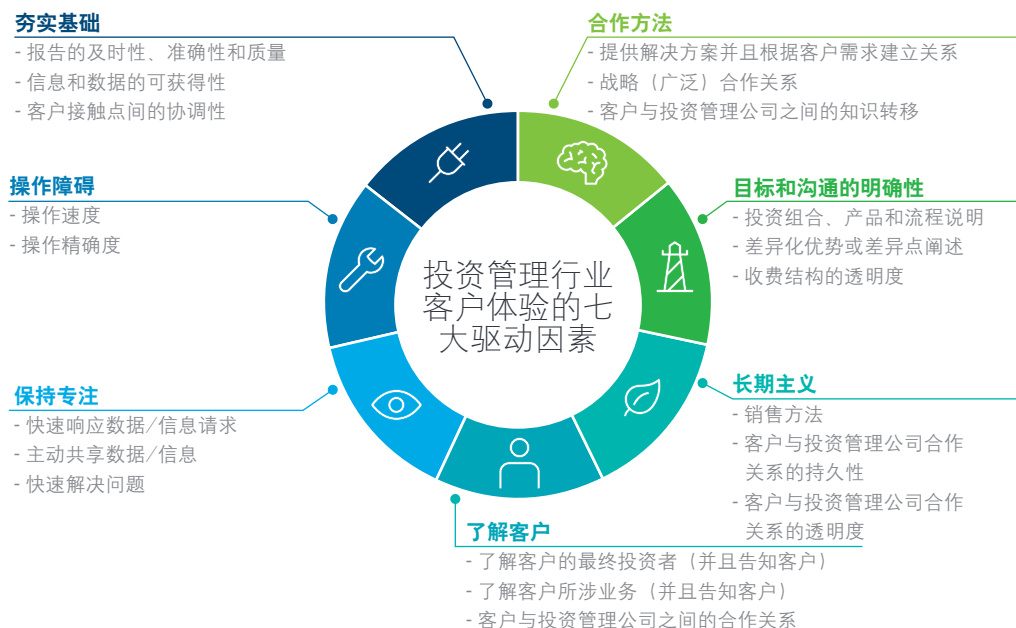 夯实基础
- 报告的及时性、准确性和质量
- 信息和数据的可获得性
- 客户接触点间的协调性
合作方法
- 提供解决方案并且根据客户需求建立关系
- 战略（广泛）合作关系
- 客户与投资管理公司之间的知识转移
操作障碍
- 操作速度
- 操作精确度
目标和沟通的明确性
- 投资组合、产品和流程说明
- 差异化优势或差异点阐述
- 收费结构的透明度
投资管理行业
客户体验的七
大驱动因素
保持专注
- 快速响应数据/信息请求
- 主动共享数据/信息
- 快速解决问题
长期主义
- 销售方法
- 客户与投资管理公司合作
关系的持久性
- 客户与投资管理公司合作
关系的透明度
了解客户
- 了解客户的最终投资者（并且告知客户）
- 了解客户所涉业务（并且告知客户）
- 客户与投资管理公司之间的合作关系